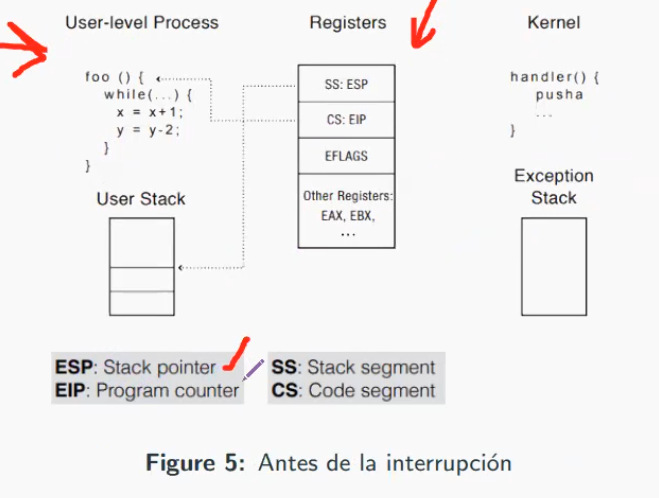 User-level Process
Registers
Kernel
foo () {
while(...) {
x = x+1;
y = y-2;
}
}
SS: ESP
CS: EIP
EFLAGS
Other Registers:
EAX, EBX,
...
handler() {
pusha
...
}
User Stack
Exception
Stack
ESP: Stack pointer
EIP: Program counter
SS: Stack segment
CS: Code segment
Figure 5: Antes de la interrupción